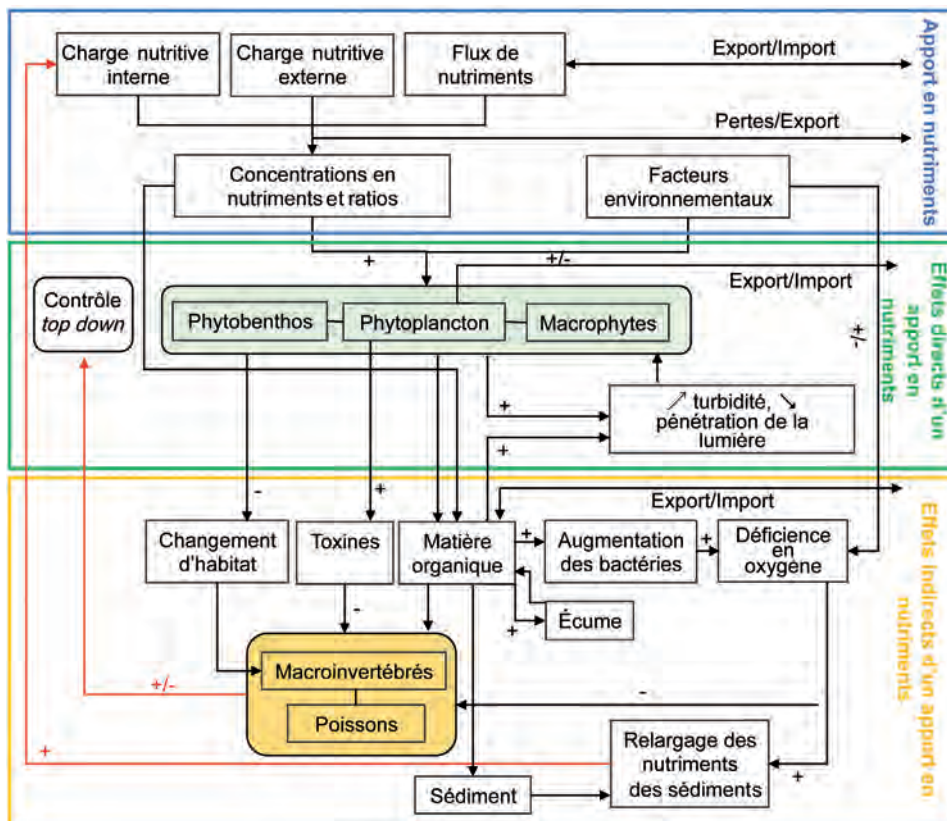 Charge nutritive
interne
Charge nutritive
externe
Flux de
nutriments
Export/Import
Pertes/Export
Concentrations en
nutriments et ratios
Facteurs
environnementaux
Apport en nutriments
+
+/-
Export/Import
Contrôle
top down
Phytobenthos
Phytoplancton
Macrophytes
+/-
↗ turbidité, ↘
pénétration de la
lumière
+
+
Effets directs d'un
apport en
nutriments
-
+
Export/Import
Changement
d'habitat
Toxines
Matière
organique
+
Augmentation
des bactéries
+
Déficience
en
oxygène
+
Écume
-
Macroinvertébrés
Poissons
+/-
-
+
Relargage des
nutriments
des sédiments
+
Sédiment
Effets indirects d'un apport en
nutriments